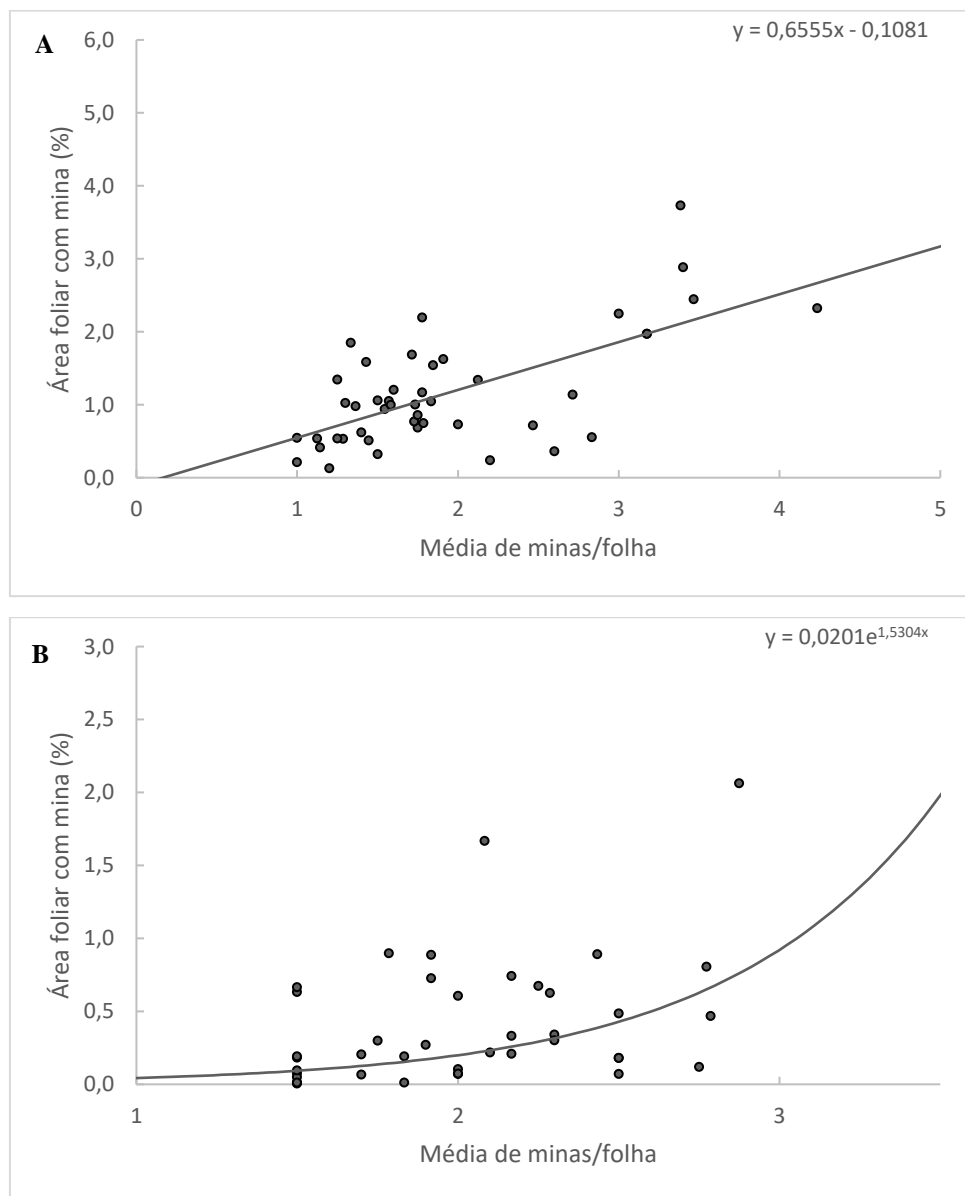 A
y = 0,6555x - 0,1081
6,0
5,0
4,0
3,0
2,0
1,0
0,0
Área foliar com mina (%)
0 1 2 3 4 5
Média de minas/folha
B
y = 0,0201e^1,5304x
3,0
2,5
2,0
1,5
1,0
0,5
0,0
Área foliar com mina (%)
1 2 3
Média de minas/folha